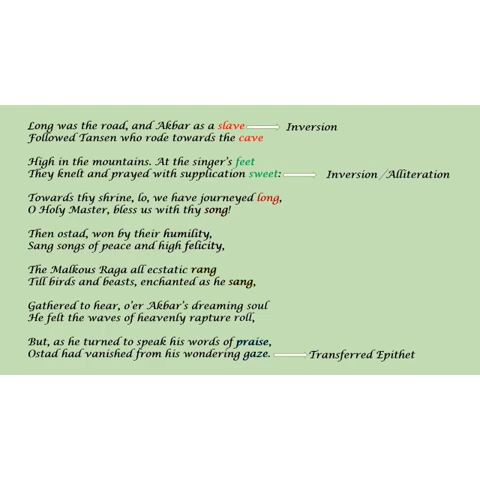 Long was the road, and Akbar as a slave Inversion
Followed Tansen who rode towards the cave
High in the mountains. At the singer's feet
They knelt and prayed with supplication sweet: Inversion / Alliteration
Towards thy shrine, lo, we have journeyed long,
O Holy Master, bless us with thy song!
Then ostad, won by their humility,
Sang songs of peace and high felicity,
The Malkous Raga all ecstatic rang
Till birds and beasts, enchanted as he sang,
Gathered to hear, o'er Akbar's dreaming soul
He felt the waves of heavenly rapture roll,
But, as he turned to speak his words of praise,
Ostad had vanished from his wondering gaze. Transferred Epithet